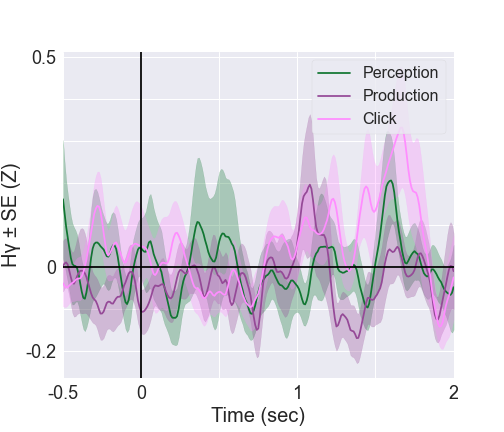 Perception
Production
Click
0.5
0
-0.2
Hγ ± SE (Z)
-0.5
0
1
2
Time (sec)